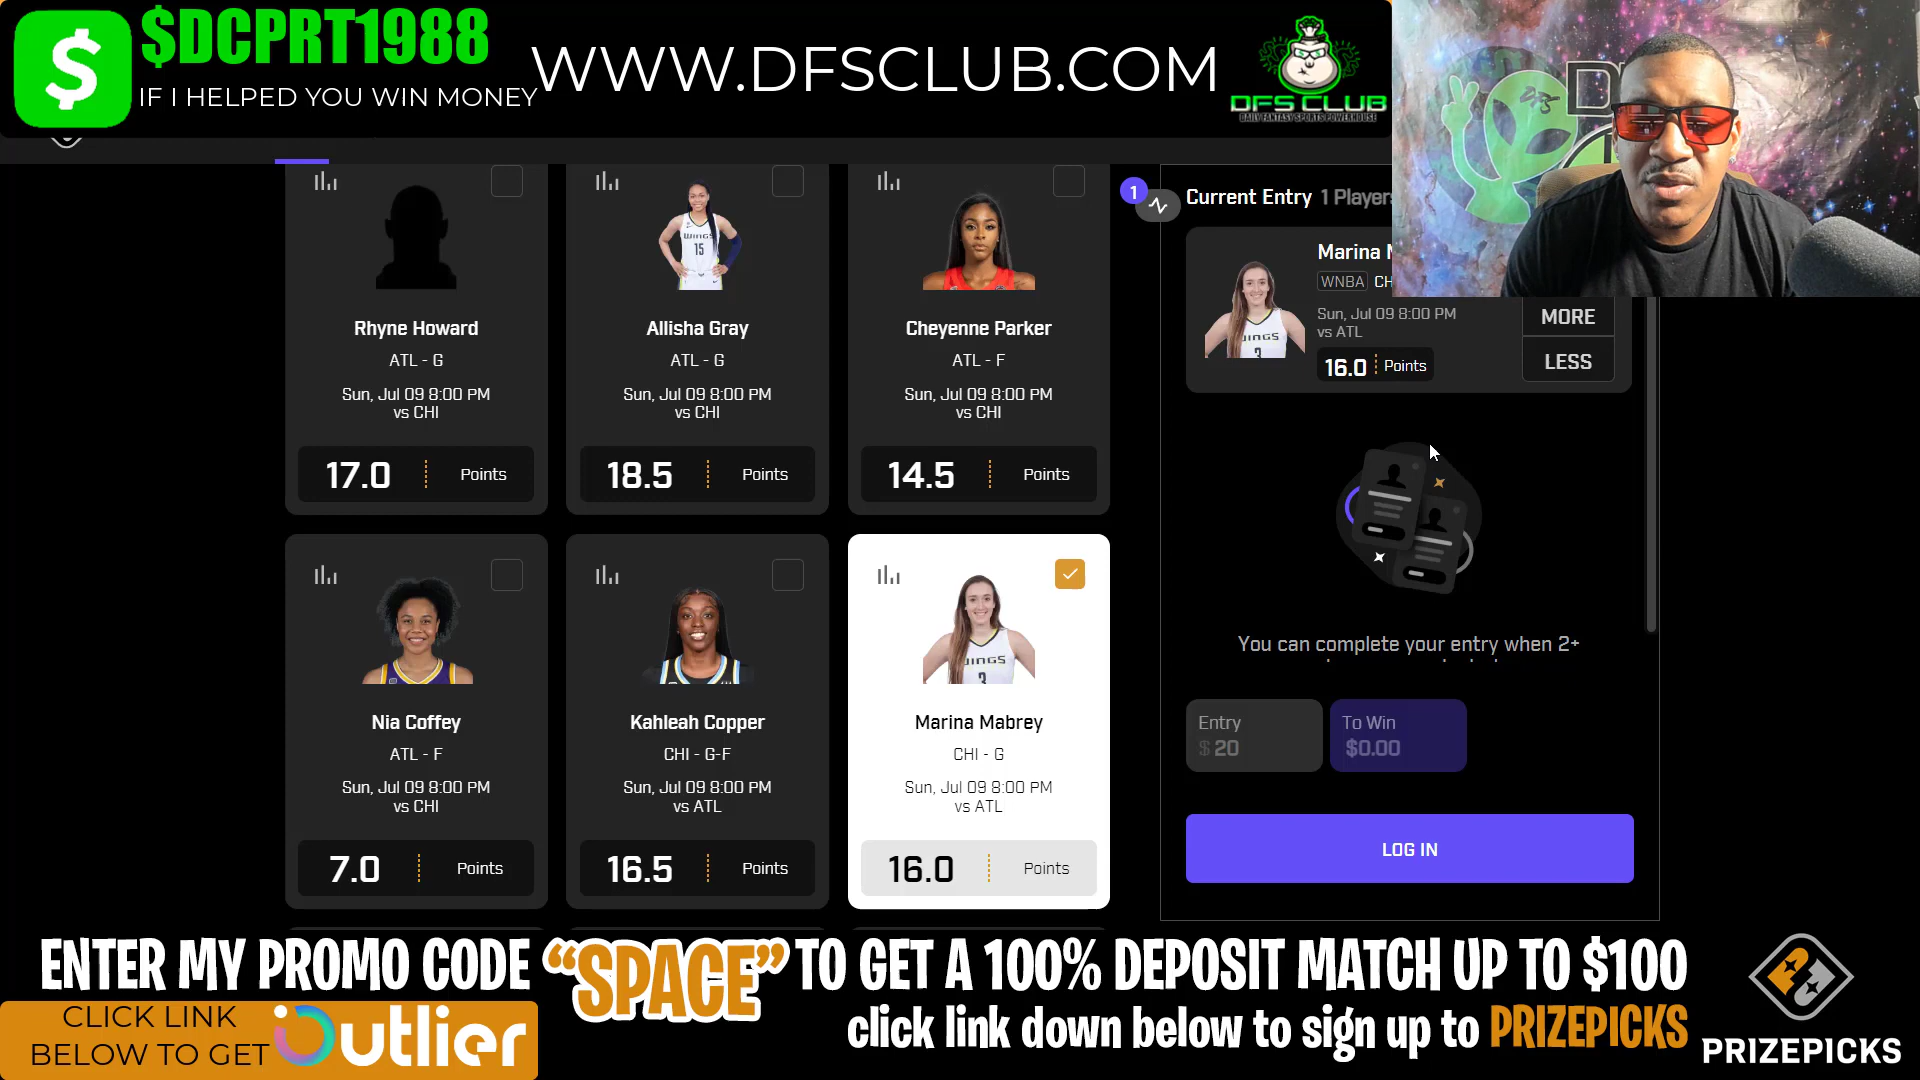 $DCPRT1988
IF I HELPED YOU WIN MONEY
WWW.DFSCLUB.COM
DFS CLUB
DAILY FANTASY SPORTS POWERHOUSE
Rhyne Howard
ATL - G
Sun, Jul 09 8:00 PM
vs CHI
17.0 Points
WINGS
15
Allisha Gray
ATL - G
Sun, Jul 09 8:00 PM
vs CHI
18.5 Points
Cheyenne Parker
ATL - F
Sun, Jul 09 8:00 PM
vs CHI
14.5 Points
Nia Coffey
ATL - F
Sun, Jul 09 8:00 PM
vs CHI
7.0 Points
Kahleah Copper
CHI - G-F
Sun, Jul 09 8:00 PM
vs ATL
16.5 Points
Marina Mabrey
CHI - G
Sun, Jul 09 8:00 PM
vs ATL
16.0 Points
1
Current Entry 1 Players
Marina M
WNBA CH
Sun, Jul 09 8:00 PM
vs ATL
16.0 Points
MORE
LESS
You can complete your entry when 2+
Entry
$ 20
To Win
$0.00
LOG IN
ENTER MY PROMO CODE “SPACE” TO GET A 100% DEPOSIT MATCH UP TO $100
click link down below to sign up to PRIZEPICKS
CLICK LINK
BELOW TO GET Outlier
PRIZEPICKS